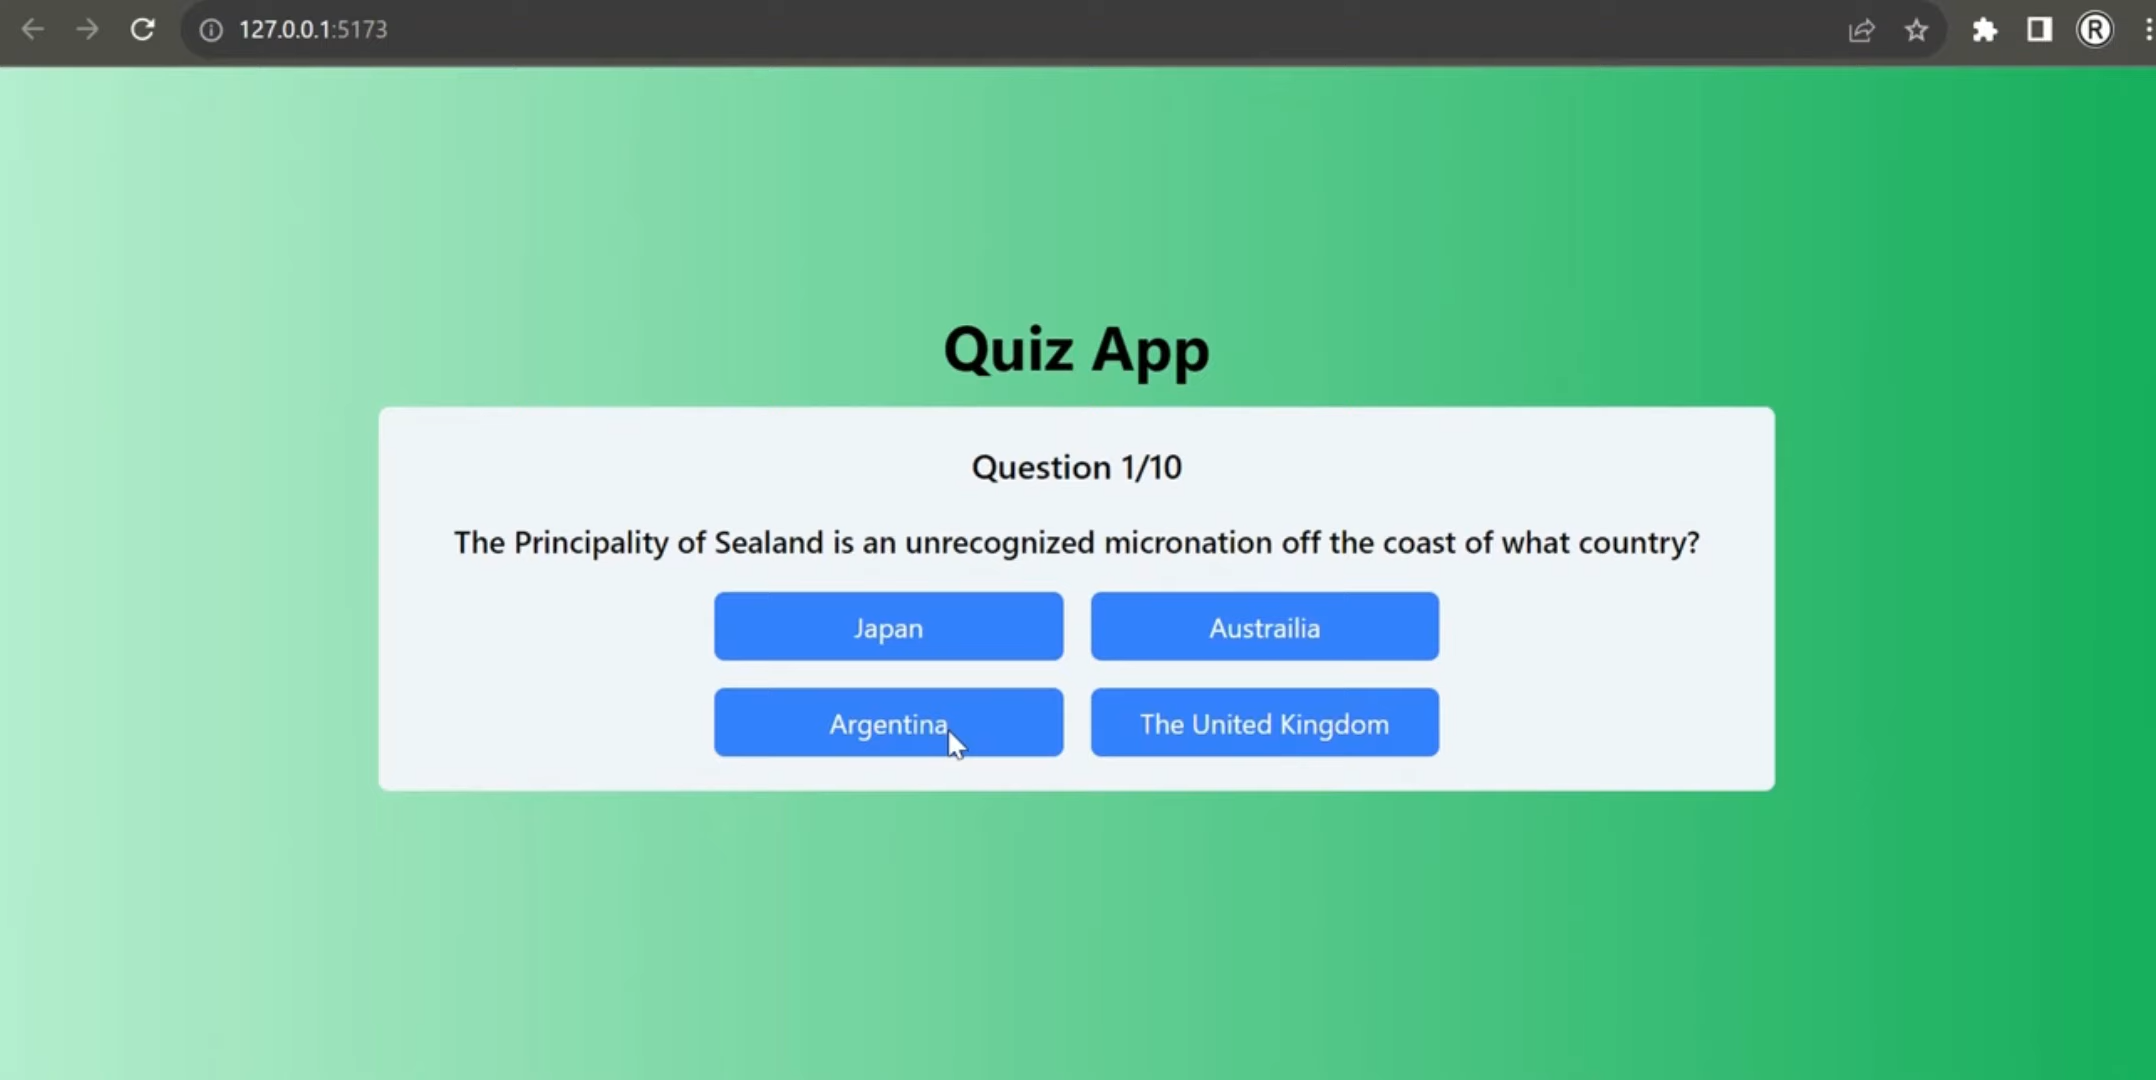 127.0.0.1:5173
R
Quiz App
Question 1/10
The Principality of Sealand is an unrecognized micronation off the coast of what country?
Japan
Austrailia
Argentina
The United Kingdom